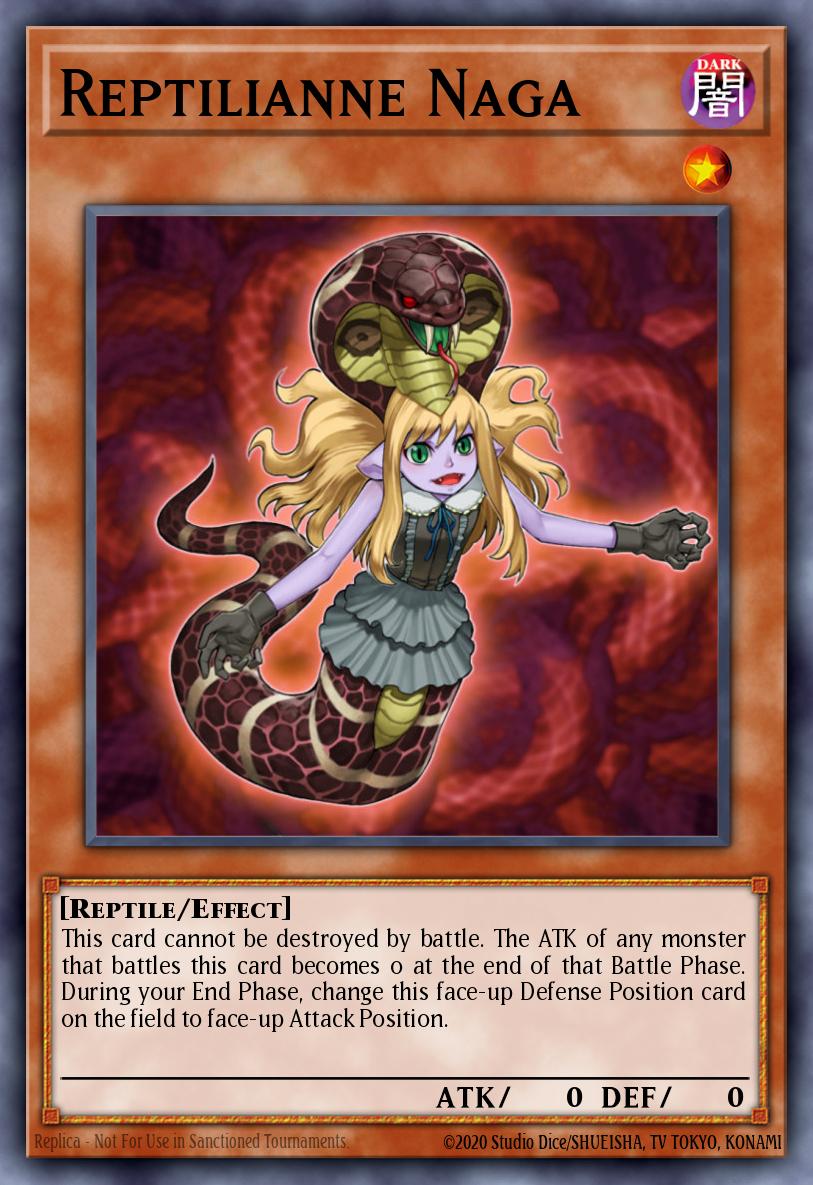 Reptilianne Naga
DARK
闇
[Reptile/Effect]
This card cannot be destroyed by battle. The ATK of any monster
that battles this card becomes 0 at the end of that Battle Phase.
During your End Phase, change this face-up Defense Position card
on the field to face-up Attack Position.
ATK/ 0 DEF/ 0
Replica - Not For Use in Sanctioned Tournaments.
©2020 Studio Dice/SHUEISHA, TV TOKYO, KONAMI